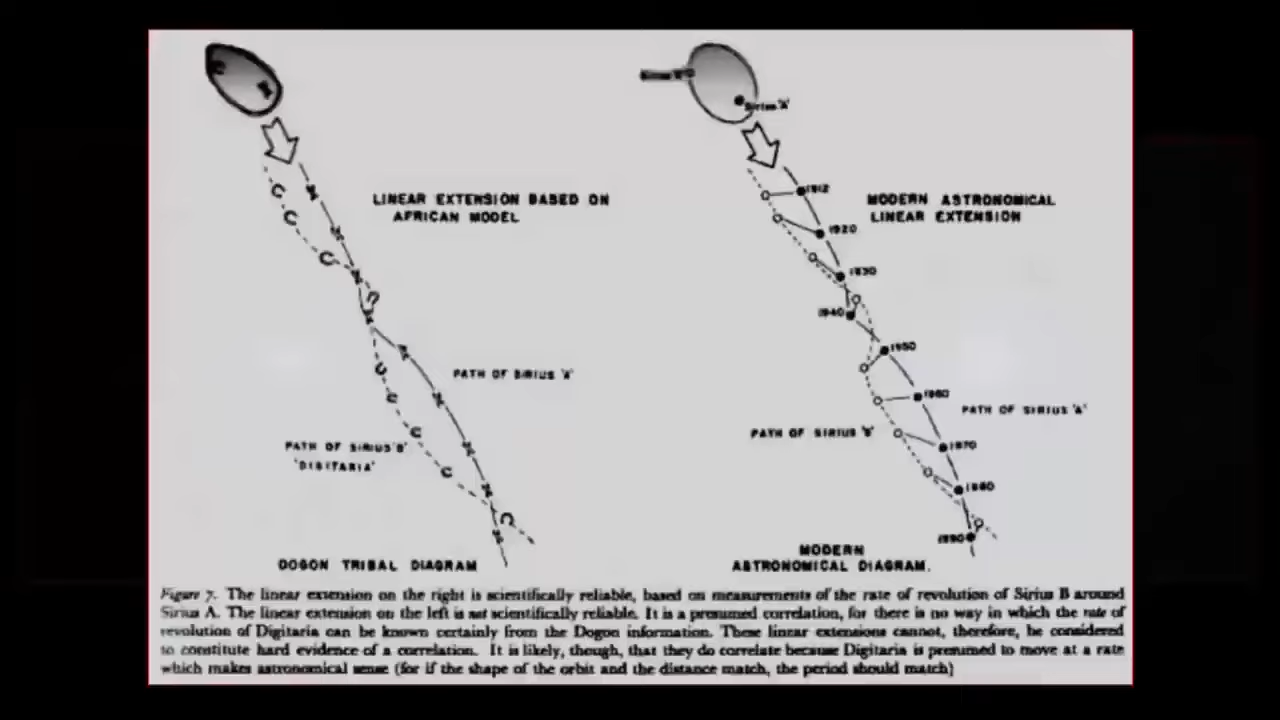 Sirius 'B'
Sirius 'A'
LINEAR EXTENSION BASED ON
AFRICAN MODEL
MODERN ASTRONOMICAL
LINEAR EXTENSION
1912
1920
1930
1940
1950
1960
1970
1980
1990
PATH OF SIRIUS 'A'
PATH OF SIRIUS 'B'
'DIGITARIA'
PATH OF SIRIUS 'A'
PATH OF SIRIUS 'B'
DOGON TRIBAL DIAGRAM
MODERN
ASTRONOMICAL DIAGRAM.
Figure 7. The linear extension on the right is scientifically reliable, based on measurements of the rate of revolution of Sirius B around
Sirius A. The linear extension on the left is not scientifically reliable. It is a presumed correlation, for there is no way in which the rate of
revolution of Digitaria can be known certainly from the Dogon information. These linear extensions cannot, therefore, be considered
to constitute hard evidence of a correlation. It is likely, though, that they do correlate because Digitaria is presumed to move at a rate
which makes astronomical sense (for if the shape of the orbit and the distance match, the period should match)